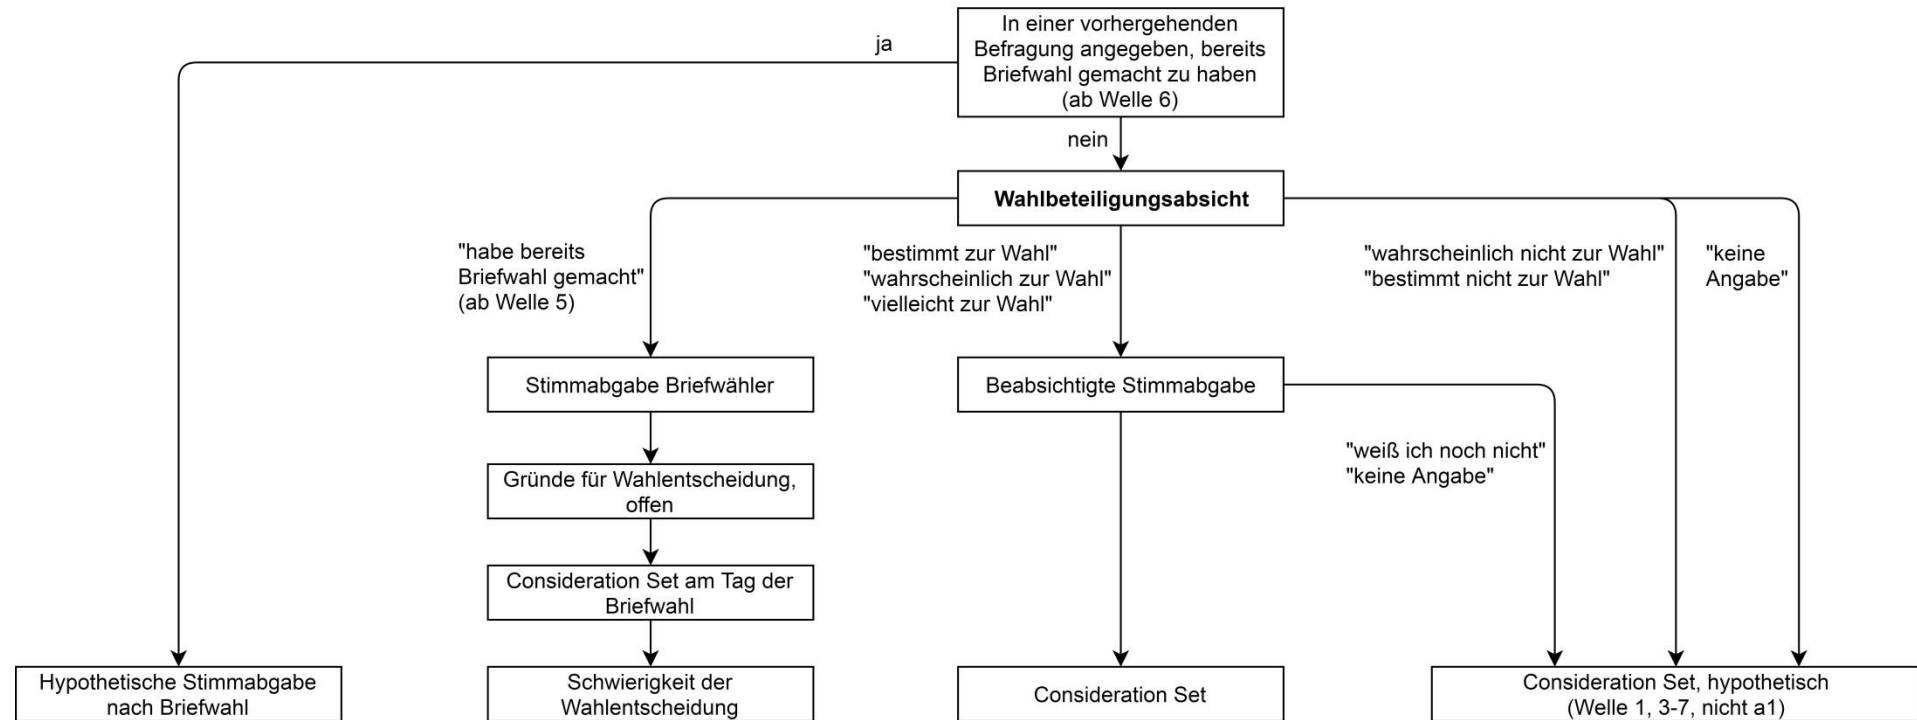 In einer vorhergehenden
Befragung angegeben, bereits
Briefwahl gemacht zu haben
(ab Welle 6)
ja
nein
Wahlbeteiligungsabsicht
"habe bereits
Briefwahl gemacht"
(ab Welle 5)
"bestimmt zur Wahl"
"wahrscheinlich zur Wahl"
"vielleicht zur Wahl"
"wahrscheinlich nicht zur Wahl"
"bestimmt nicht zur Wahl"
"keine
Angabe"
Stimmabgabe Briefwähler
Beabsichtigte Stimmabgabe
"weiß ich noch nicht"
"keine Angabe"
Gründe für Wahlentscheidung,
offen
Consideration Set am Tag der
Briefwahl
Hypothetische Stimmabgabe
nach Briefwahl
Schwierigkeit der
Wahlentscheidung
Consideration Set
Consideration Set, hypothetisch
(Welle 1, 3-7, nicht a1)